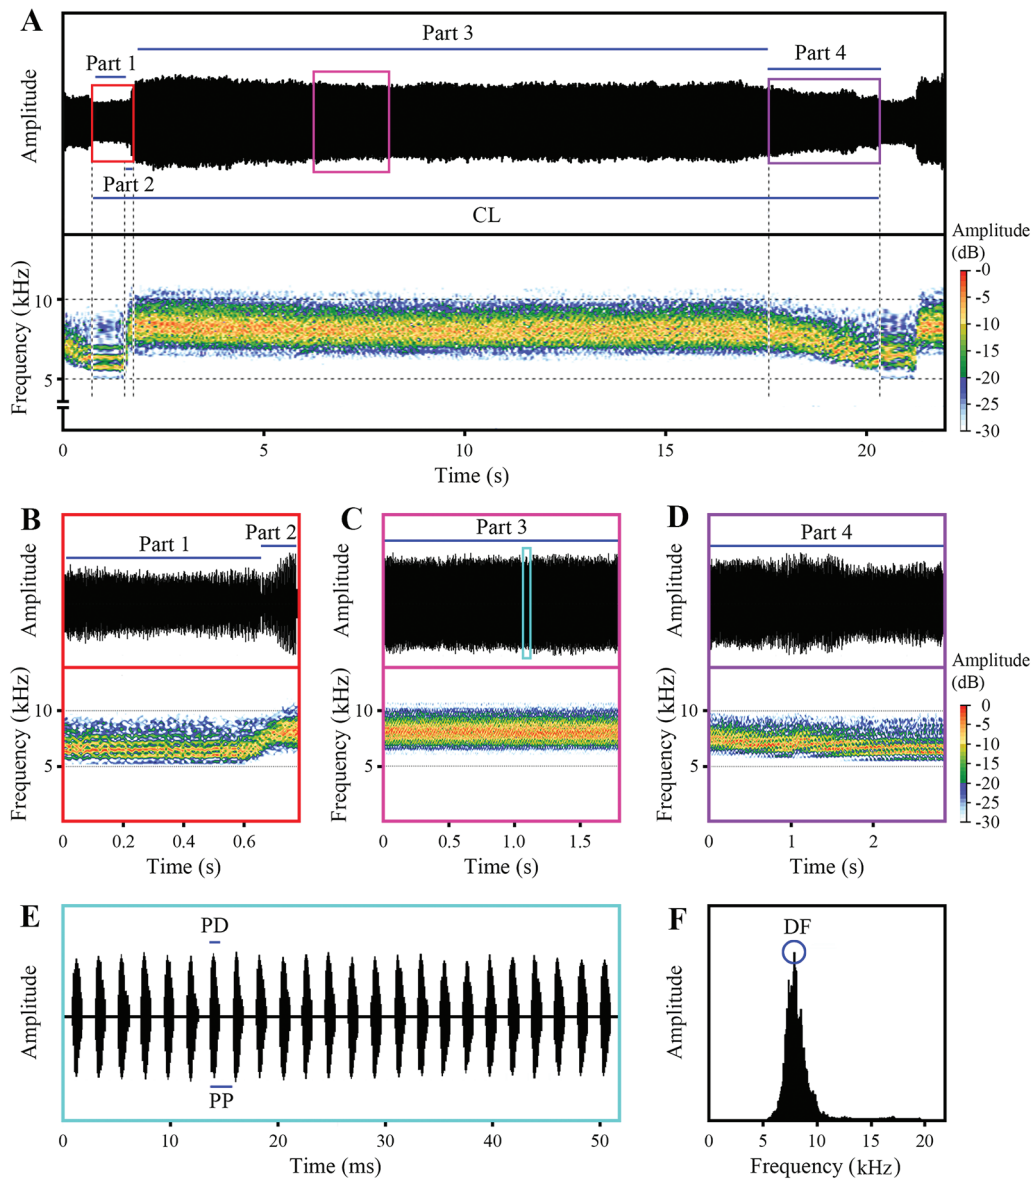 A
Part 3
Part 1
Part 4
Amplitude
Part 2
CL
Amplitude
(dB)
Frequency (kHz)
10
5
-0
-5
-10
-15
-20
-25
-30
0 5 10 15 20
Time (s)
B
Part 1
Part 2
Amplitude
Frequency (kHz)
10
5
0 0.2 0.4 0.6
Time (s)
C
Part 3
Amplitude
Frequency (kHz)
10
5
0 0.5 1.0 1.5
Time (s)
D
Part 4
Amplitude
Frequency (kHz)
10
5
0 1 2
Time (s)
Amplitude
(dB)
0
-5
-10
-15
-20
-25
-30
E
PD
Amplitude
PP
0 10 20 30 40 50
Time (ms)
F
DF
Amplitude
0 5 10 15 20
Frequency (kHz)